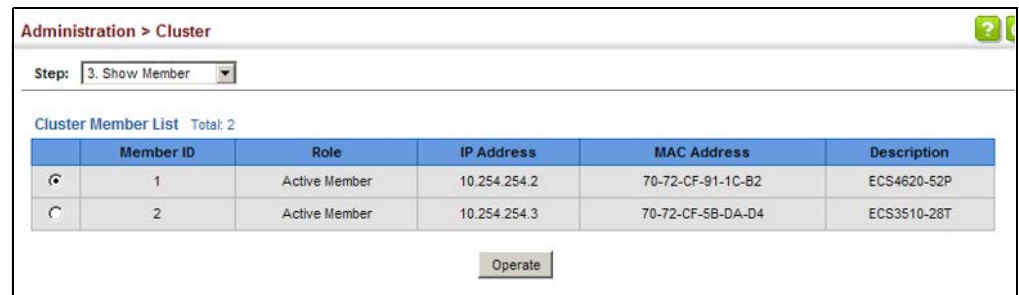 Administration > Cluster
?
Step: 3. Show Member
Cluster Member List Total: 2
Member ID Role IP Address MAC Address Description
1 Active Member 10.254.254.2 70-72-CF-91-1C-B2 ECS4620-52P
2 Active Member 10.254.254.3 70-72-CF-5B-DA-D4 ECS3510-28T
Operate